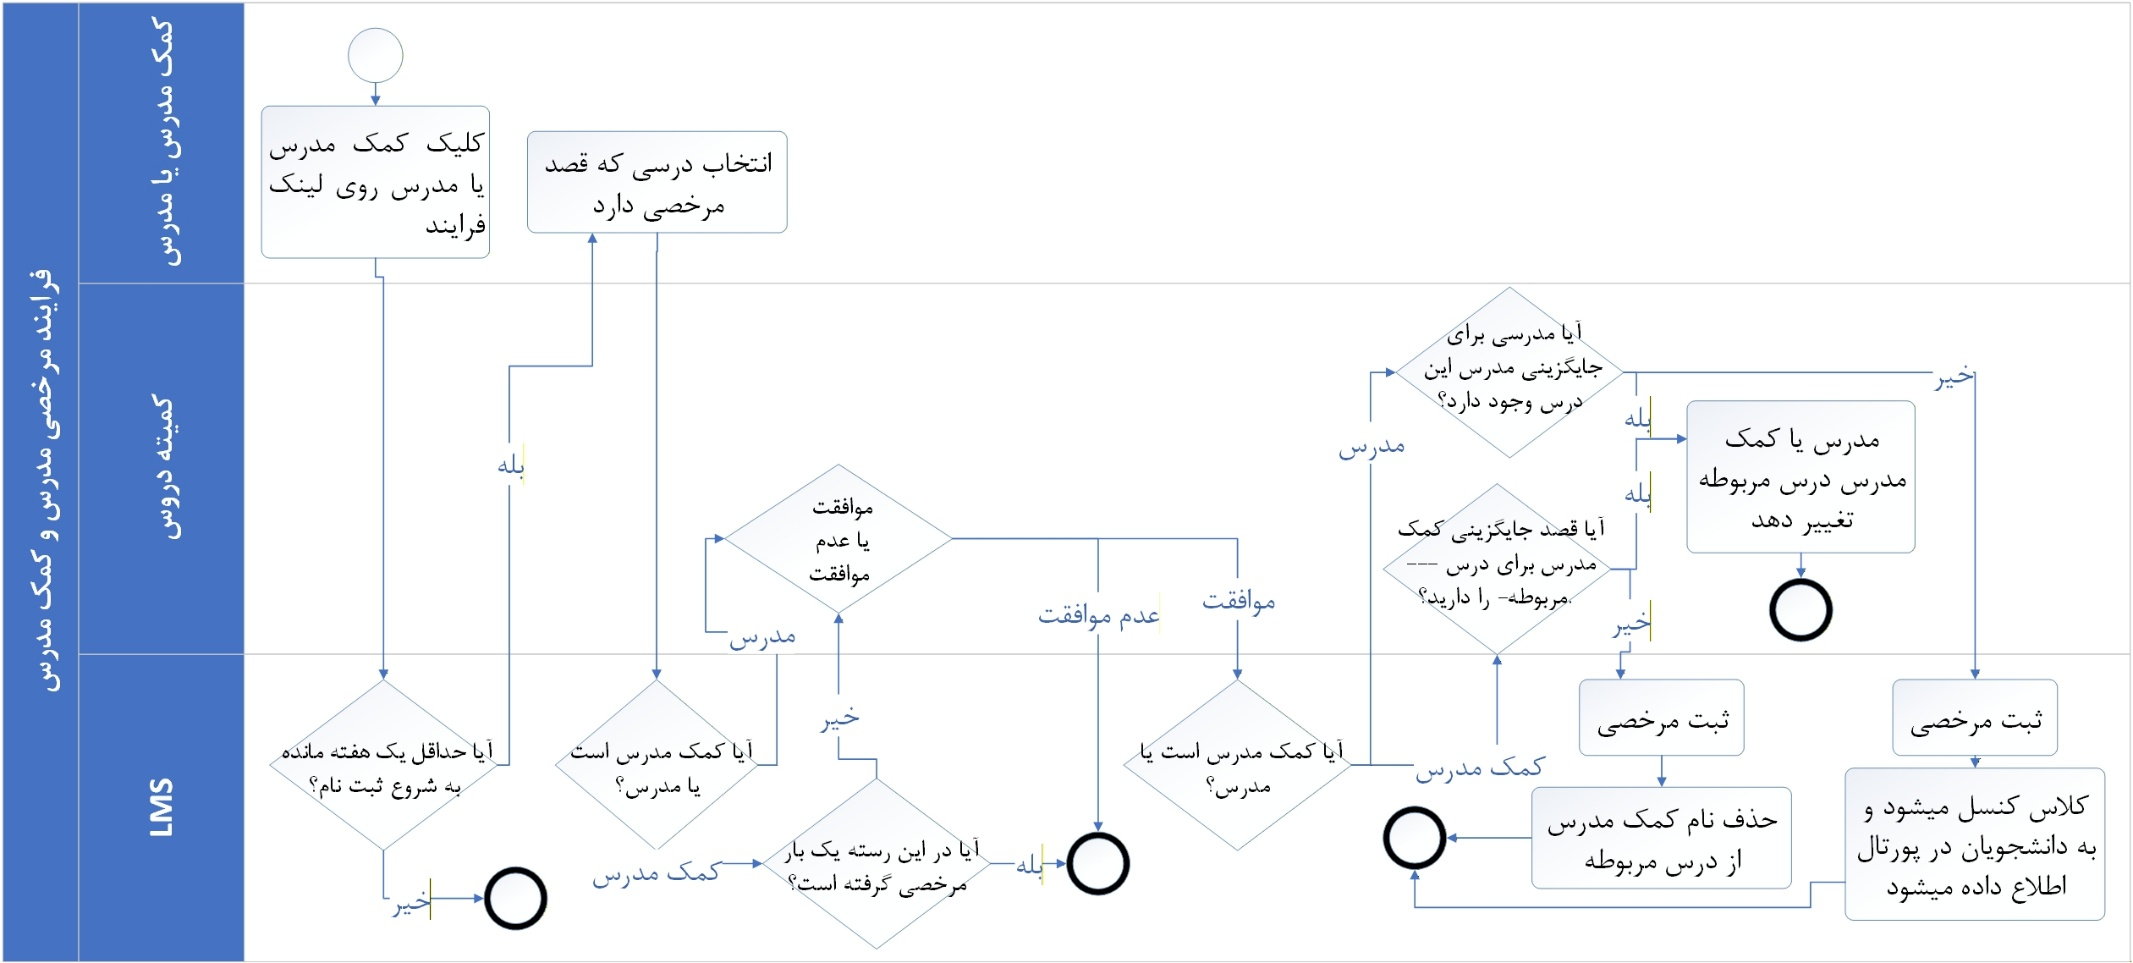 فرایند مرخصی مدرس و کمک مدرس
کمک مدرس یا مدرس
کلیک کمک مدرس
یا مدرس روی لینک
فرایند
انتخاب درسی که قصد
مرخصی دارد
کمیته دروس
بله
موافقت
یا عدم
موافقت
مدرس
عدم موافقت
موافقت
مدرس
آیا مدرسی برای
جایگزینی مدرس این
درس وجود دارد؟
خیر
بله
بله
مدرس یا کمک
مدرس درس مربوطه
تغییر دهد
آیا قصد جایگزینی کمک
مدرس برای درس ---
مربوطه- را دارید؟
خیر
LMS
آیا حداقل یک هفته مانده
به شروع ثبت نام؟
خیر
آیا کمک مدرس است
یا مدرس؟
کمک مدرس
خیر
آیا در این رسته یک بار
مرخصی گرفته است؟
بله
آیا کمک مدرس است یا
مدرس؟
کمک مدرس
ثبت مرخصی
حذف نام کمک مدرس
از درس مربوطه
ثبت مرخصی
کلاس کنسل میشود و
به دانشجویان در پورتال
اطلاع داده میشود